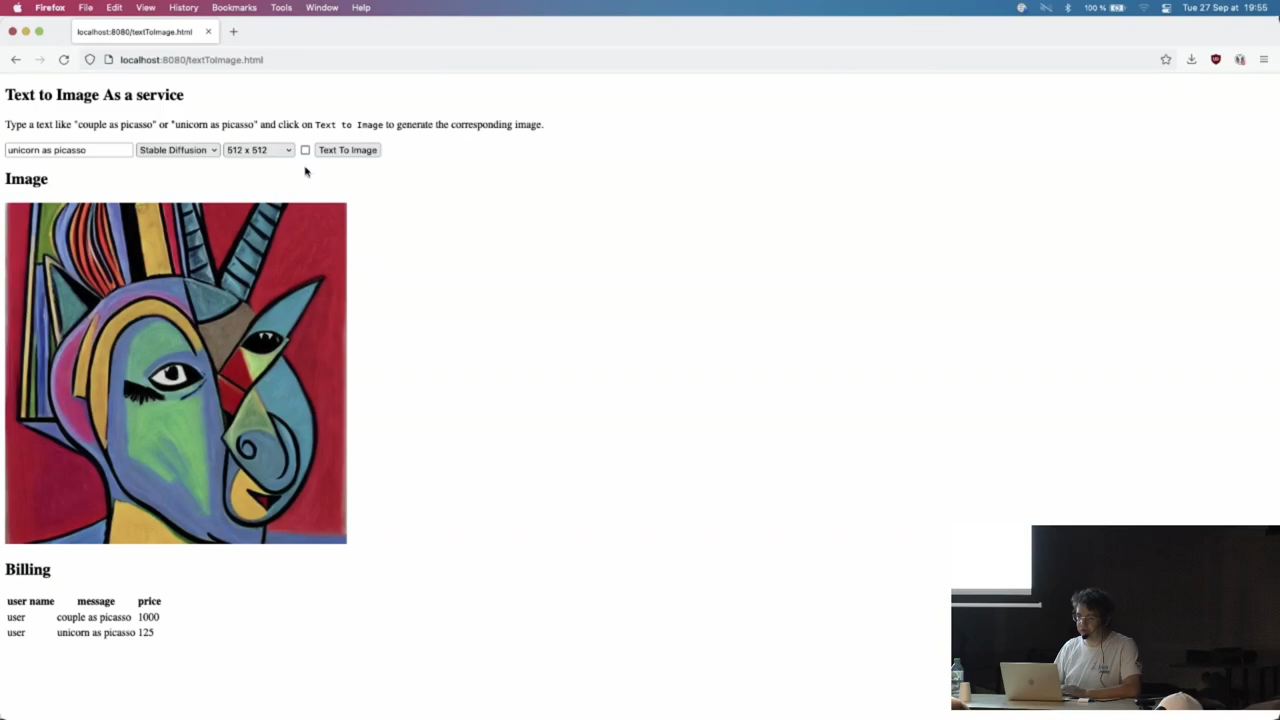 Firefox File Edit View History Bookmarks Tools Window Help 100 % Tue 27 Sep at 19:55
localhost:8080/textToImage.html
localhost:8080/textToImage.html
Text to Image As a service
Type a text like "couple as picasso" or "unicorn as picasso" and click on Text to Image to generate the corresponding image.
unicorn as picasso Stable Diffusion 512 x 512 Text To Image
Image
Billing
user name message price
user couple as picasso 1000
user unicorn as picasso 125